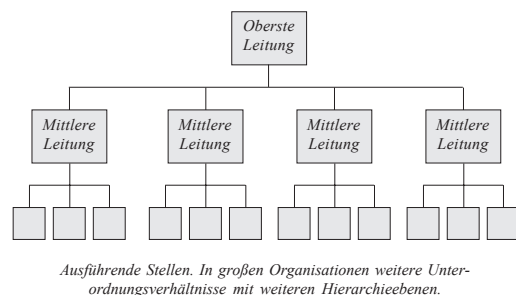 Oberste
Leitung
Mittlere
Leitung
Mittlere
Leitung
Mittlere
Leitung
Mittlere
Leitung
Ausführende Stellen. In großen Organisationen weitere Unter-
ordnungsverhältnisse mit weiteren Hierarchieebenen.